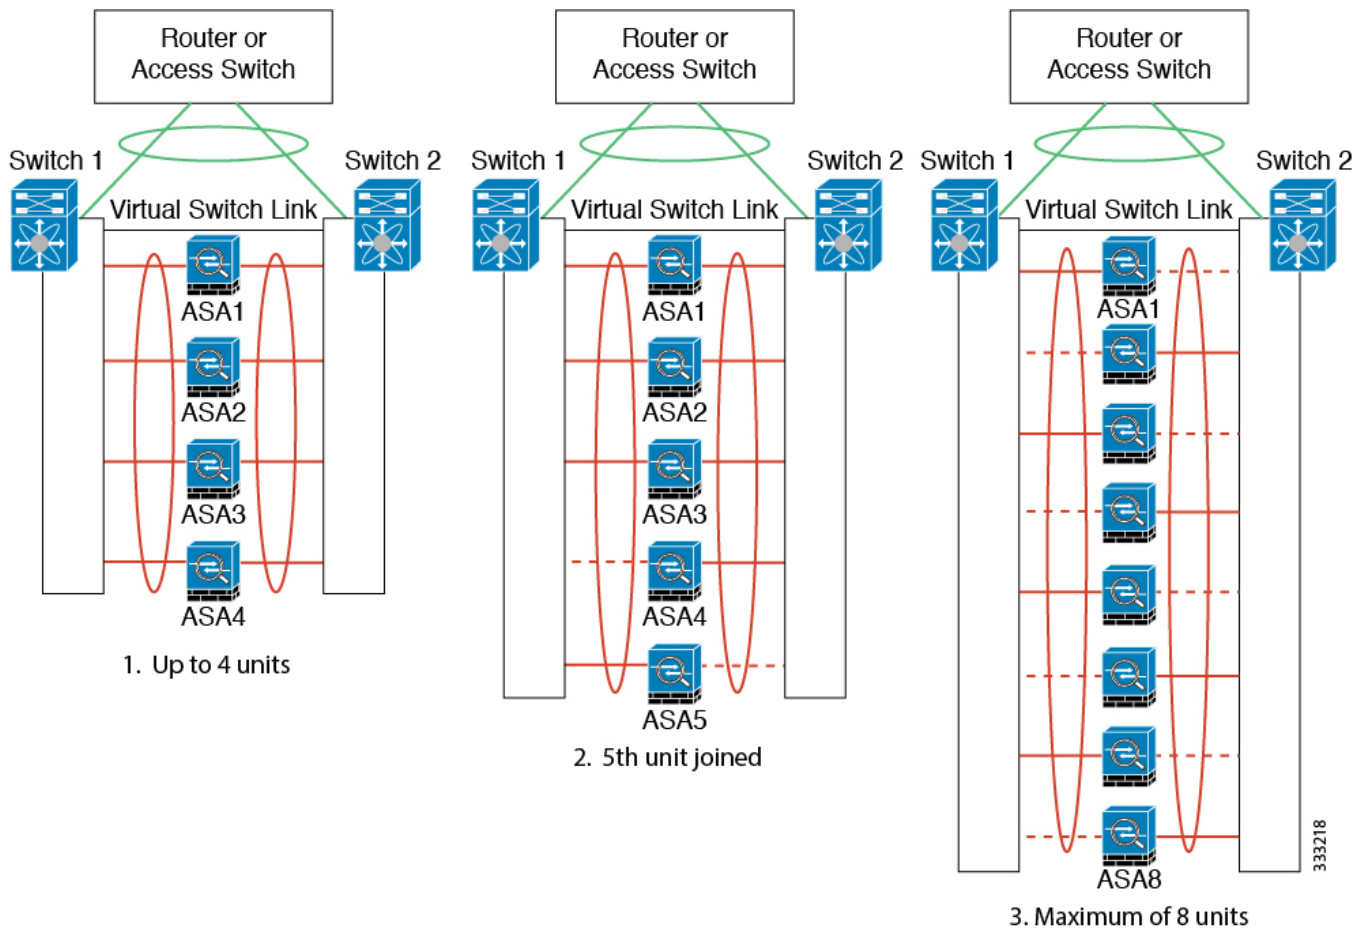 Router or
Access Switch
Switch 1
Switch 2
Virtual Switch Link
ASA1
ASA2
ASA3
ASA4
1. Up to 4 units
Router or
Access Switch
Switch 1
Switch 2
Virtual Switch Link
ASA1
ASA2
ASA3
ASA4
ASA5
2. 5th unit joined
Router or
Access Switch
Switch 1
Switch 2
Virtual Switch Link
ASA1
ASA8
3. Maximum of 8 units
333218